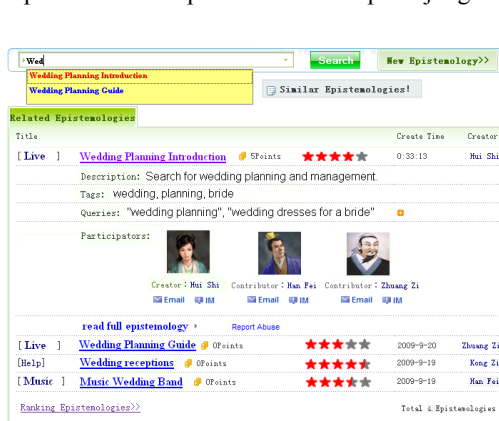 Wed Search New Epistemology>>
Wedding Planning Introduction
Wedding Planning Guide
Similar Epistemologies!
Related Epistemologies
Title Create Time Creator
[ Live ] Wedding Planning Introduction 5Points 0:33:13 Hui Shi
Description: Search for wedding planning and management.
Tags: wedding, planning, bride
Queries: "wedding planning", "wedding dresses for a bride"
Participators:
Creator: Hui Shi Contributor: Han Fei Contributor: Zhuang Zi
Email IM Email IM Email IM
read full epistemology Report Abuse
[ Live ] Wedding Planning Guide 0Points 2009-9-20 Zhuang Zi
[Help] Wedding receptions 0Points 2009-9-19 Kong Zi
[ Music ] Music Wedding Band 0Points 2009-9-19 Han Fei
Ranking Epistemologies>> Total 4 Epistemologies